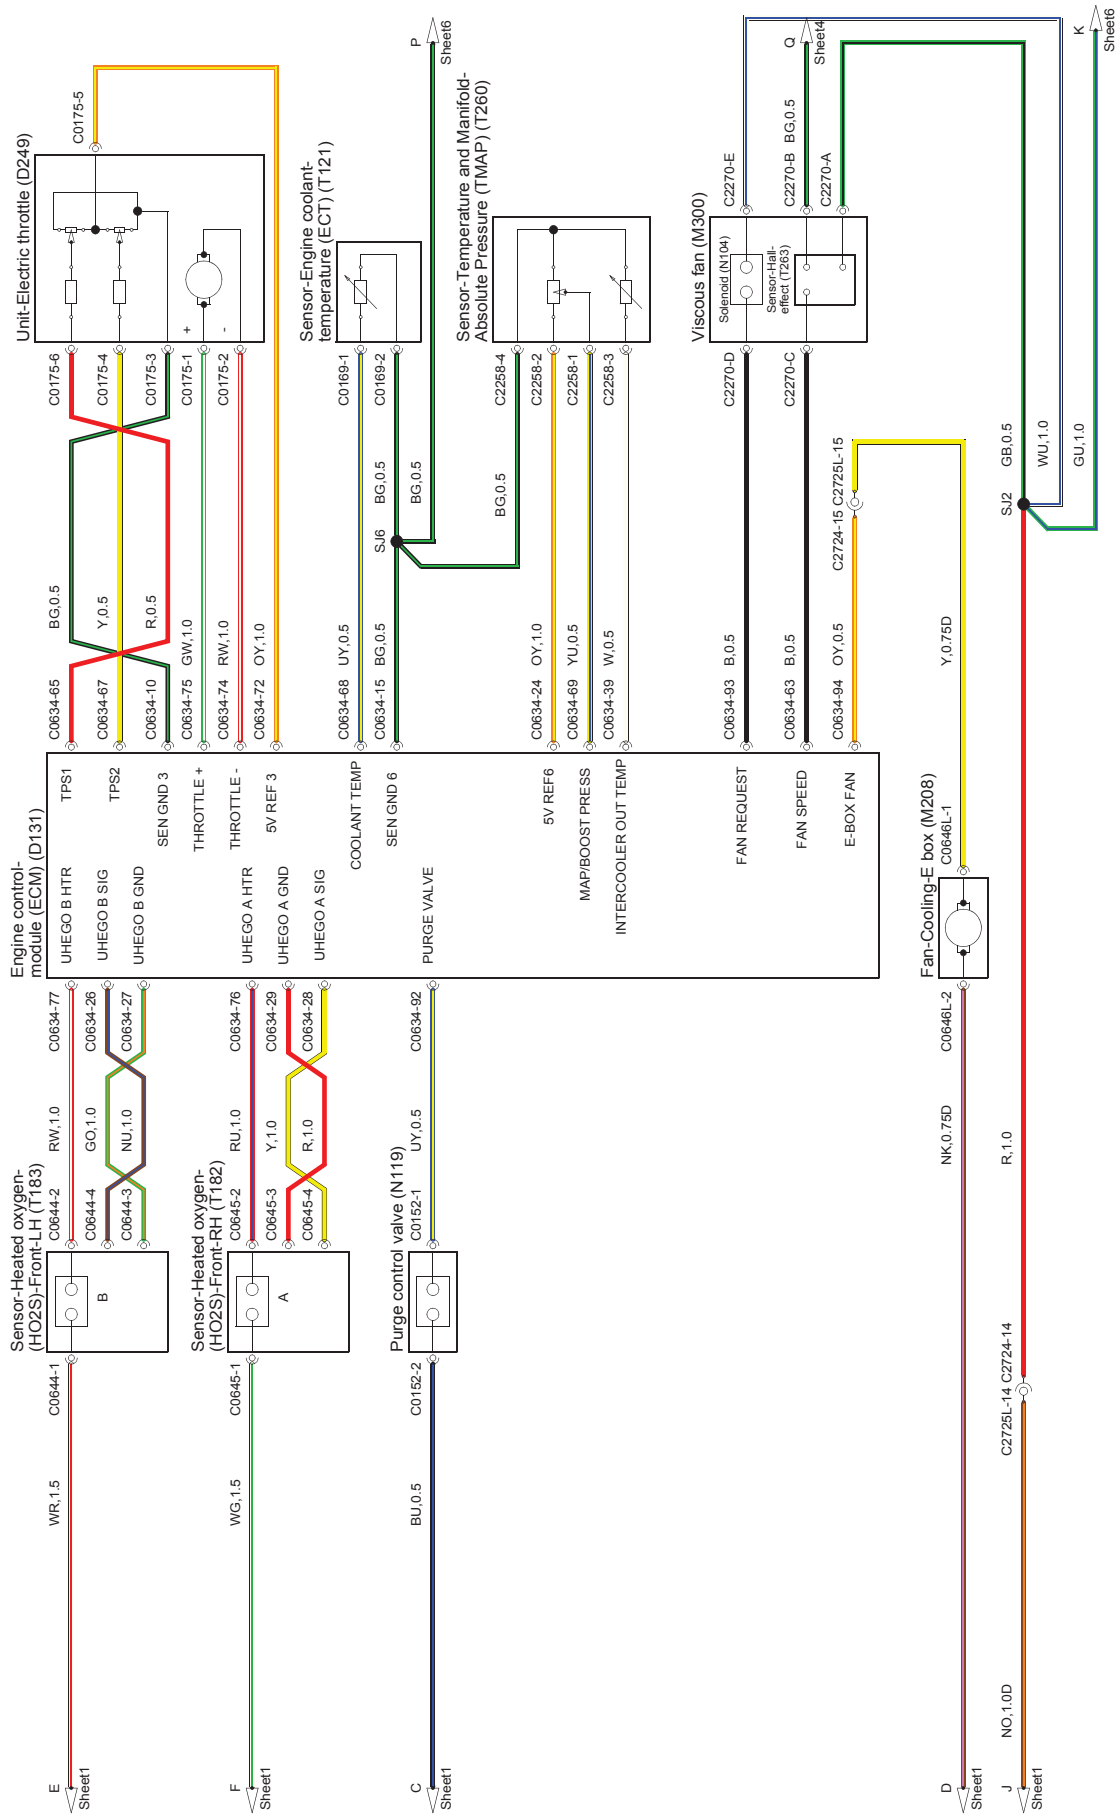 E
Sheet1
WR,1.5
C0644-1
Sensor-Heated oxygen-
(HO2S)-Front-LH (T183)
B
C0644-2
C0644-4
C0644-3
RW,1.0
GO,1.0
NU,1.0
C0634-77
C0634-26
C0634-27
F
Sheet1
WG,1.5
C0645-1
Sensor-Heated oxygen-
(HO2S)-Front-RH (T182)
A
C0645-2
C0645-3
C0645-4
RU,1.0
Y,1.0
R,1.0
C0634-76
C0634-29
C0634-28
C
Sheet1
BU,0.5
C0152-2
Purge control valve (N119)
C0152-1
UY,0.5
C0634-92
Engine control-
module (ECM) (D131)
UHEGO B HTR
UHEGO B SIG
UHEGO B GND
UHEGO A HTR
UHEGO A GND
UHEGO A SIG
PURGE VALVE
TPS1
TPS2
SEN GND 3
THROTTLE +
THROTTLE -
5V REF 3
COOLANT TEMP
SEN GND 6
5V REF6
MAP/BOOST PRESS
INTERCOOLER OUT TEMP
FAN REQUEST
FAN SPEED
E-BOX FAN
C0634-65
C0634-67
C0634-10
C0634-75
C0634-74
C0634-72
BG,0.5
Y,0.5
R,0.5
GW,1.0
RW,1.0
OY,1.0
C0175-6
C0175-4
C0175-3
C0175-1
C0175-2
Unit-Electric throttle (D249)
+
-
C0175-5
C0634-68
C0634-15
UY,0.5
BG,0.5
SJ6
BG,0.5
BG,0.5
C0169-1
C0169-2
Sensor-Engine coolant-
temperature (ECT) (T121)
P
Sheet6
C0634-24
C0634-69
C0634-39
OY,1.0
YU,0.5
W,0.5
BG,0.5
C2258-4
C2258-2
C2258-1
C2258-3
Sensor-Temperature and Manifold-
Absolute Pressure (TMAP) (T260)
C0634-93
C0634-63
C0634-94
B,0.5
B,0.5
OY,0.5
C2270-D
C2270-C
Viscous fan (M300)
Solenoid (N104)
Sensor-Hall-
effect (T263)
C2270-E
C2270-B
C2270-A
BG,0.5
Q
Sheet4
C2724-15
C2725L-15
Y,0.75D
D
Sheet1
NK,0.75D
C0646L-2
Fan-Cooling-E box (M208)
C0646L-1
J
Sheet1
NO,1.0D
C2725L-14
C2724-14
R,1.0
SJ2
GB,0.5
WU,1.0
GU,1.0
K
Sheet6